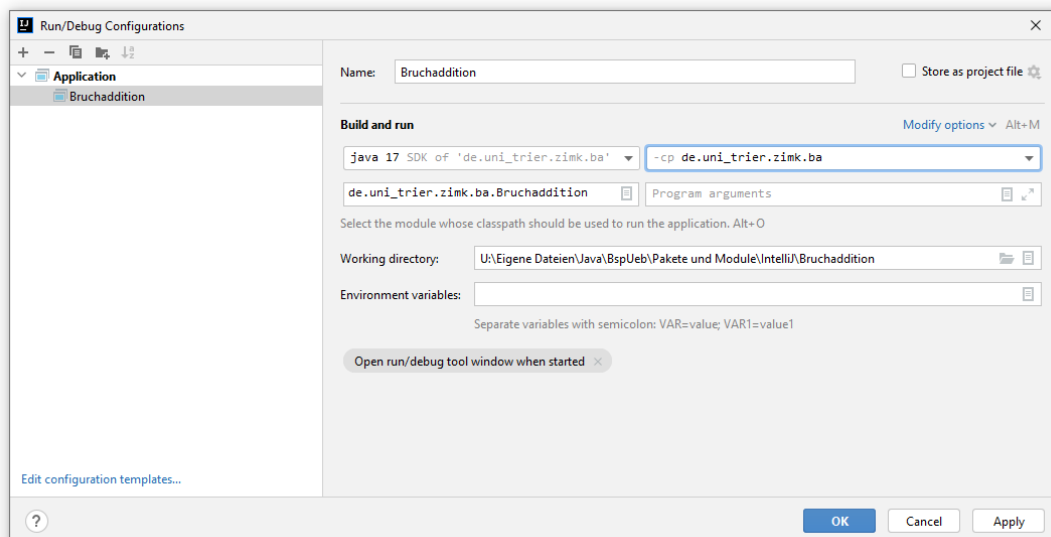 Run/Debug Configurations
Application
Bruchaddition
Edit configuration templates...
Name: Bruchaddition Store as project file
Build and run Modify options Alt+M
java 17 SDK of 'de.uni_trier.zimk.ba' -cp de.uni_trier.zimk.ba
de.uni_trier.zimk.ba.Bruchaddition Program arguments
Select the module whose classpath should be used to run the application. Alt+O
Working directory: U:\Eigene Dateien\Java\BspUeb\Pakete und Module\IntelliJ\Bruchaddition
Environment variables:
Separate variables with semicolon: VAR=value; VAR1=value1
Open run/debug tool window when started
? OK Cancel Apply